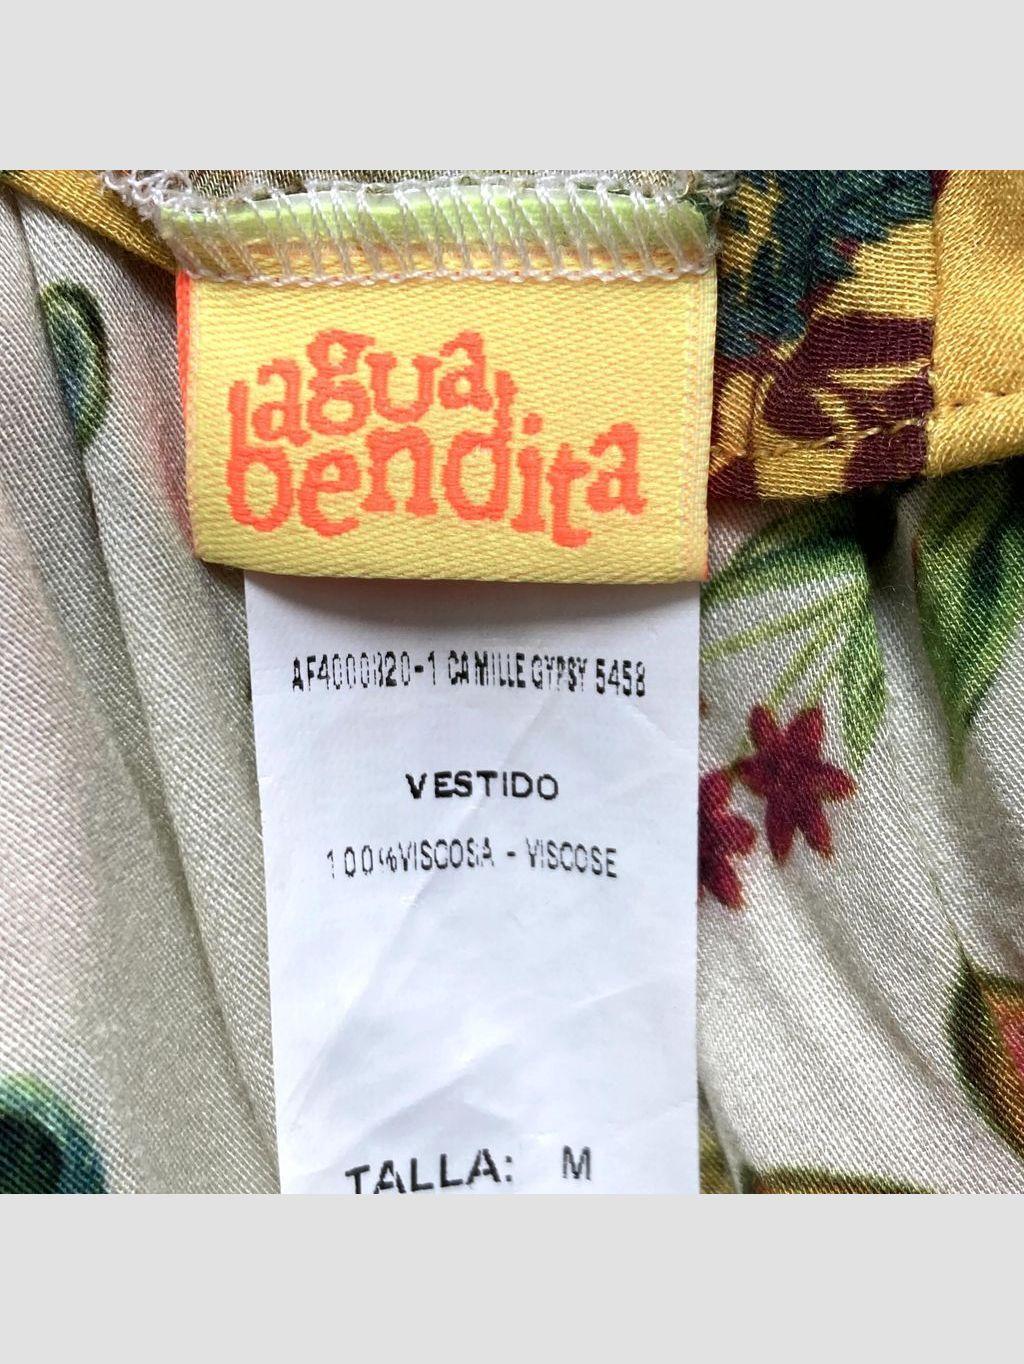 agua
bendita
AF4000820-1 CAMILLE GYPSY 5458
VESTIDO
100%VISCOSA - VISCOSE
TALLA: M